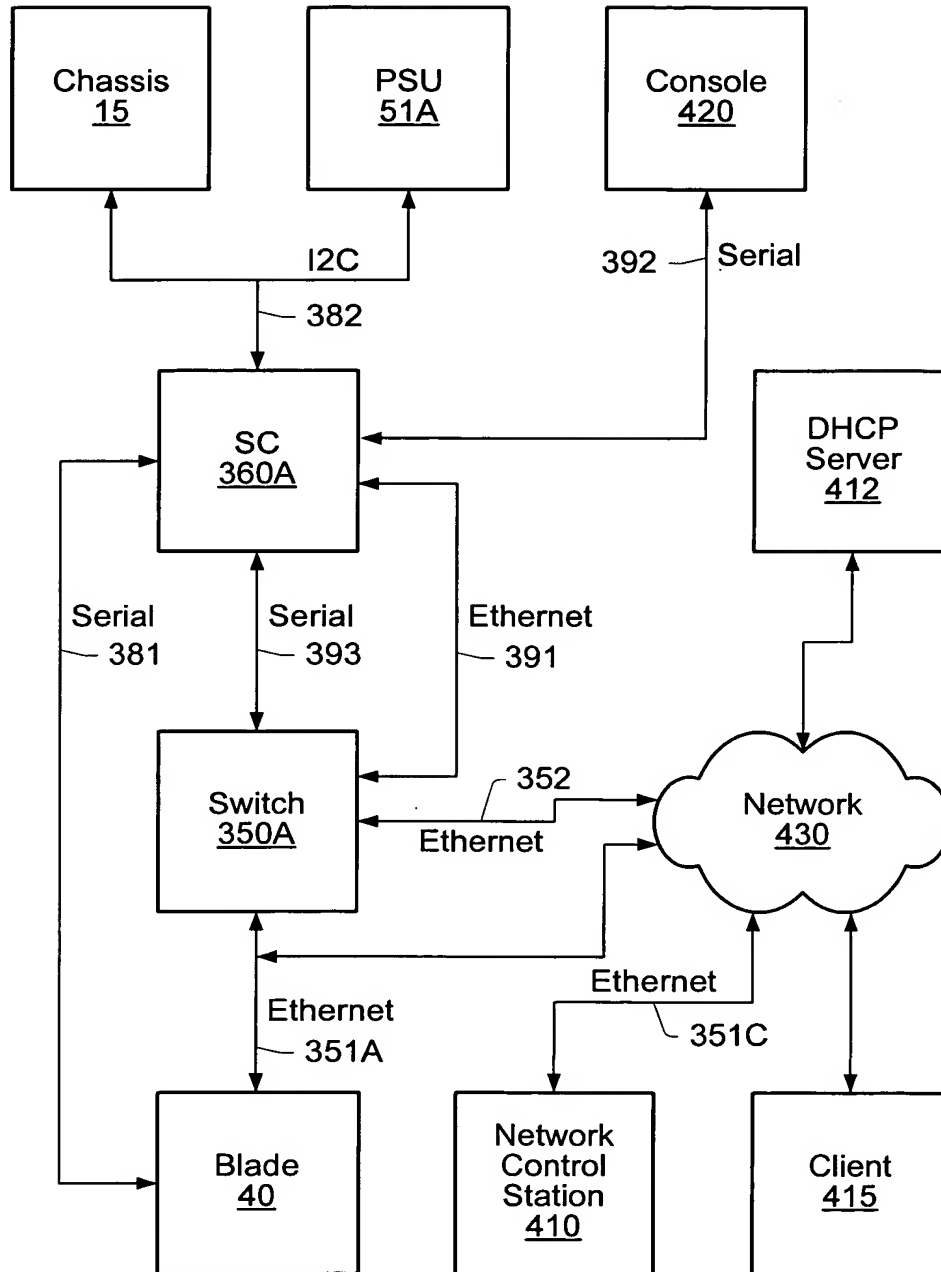 Chassis
15
PSU
51A
Console
420
I2C
382
392
Serial
SC
360A
DHCP
Server
412
Serial
381
Serial
393
Ethernet
391
Switch
350A
352
Ethernet
Network
430
Ethernet
351A
Ethernet
351C
Blade
40
Network
Control
Station
410
Client
415